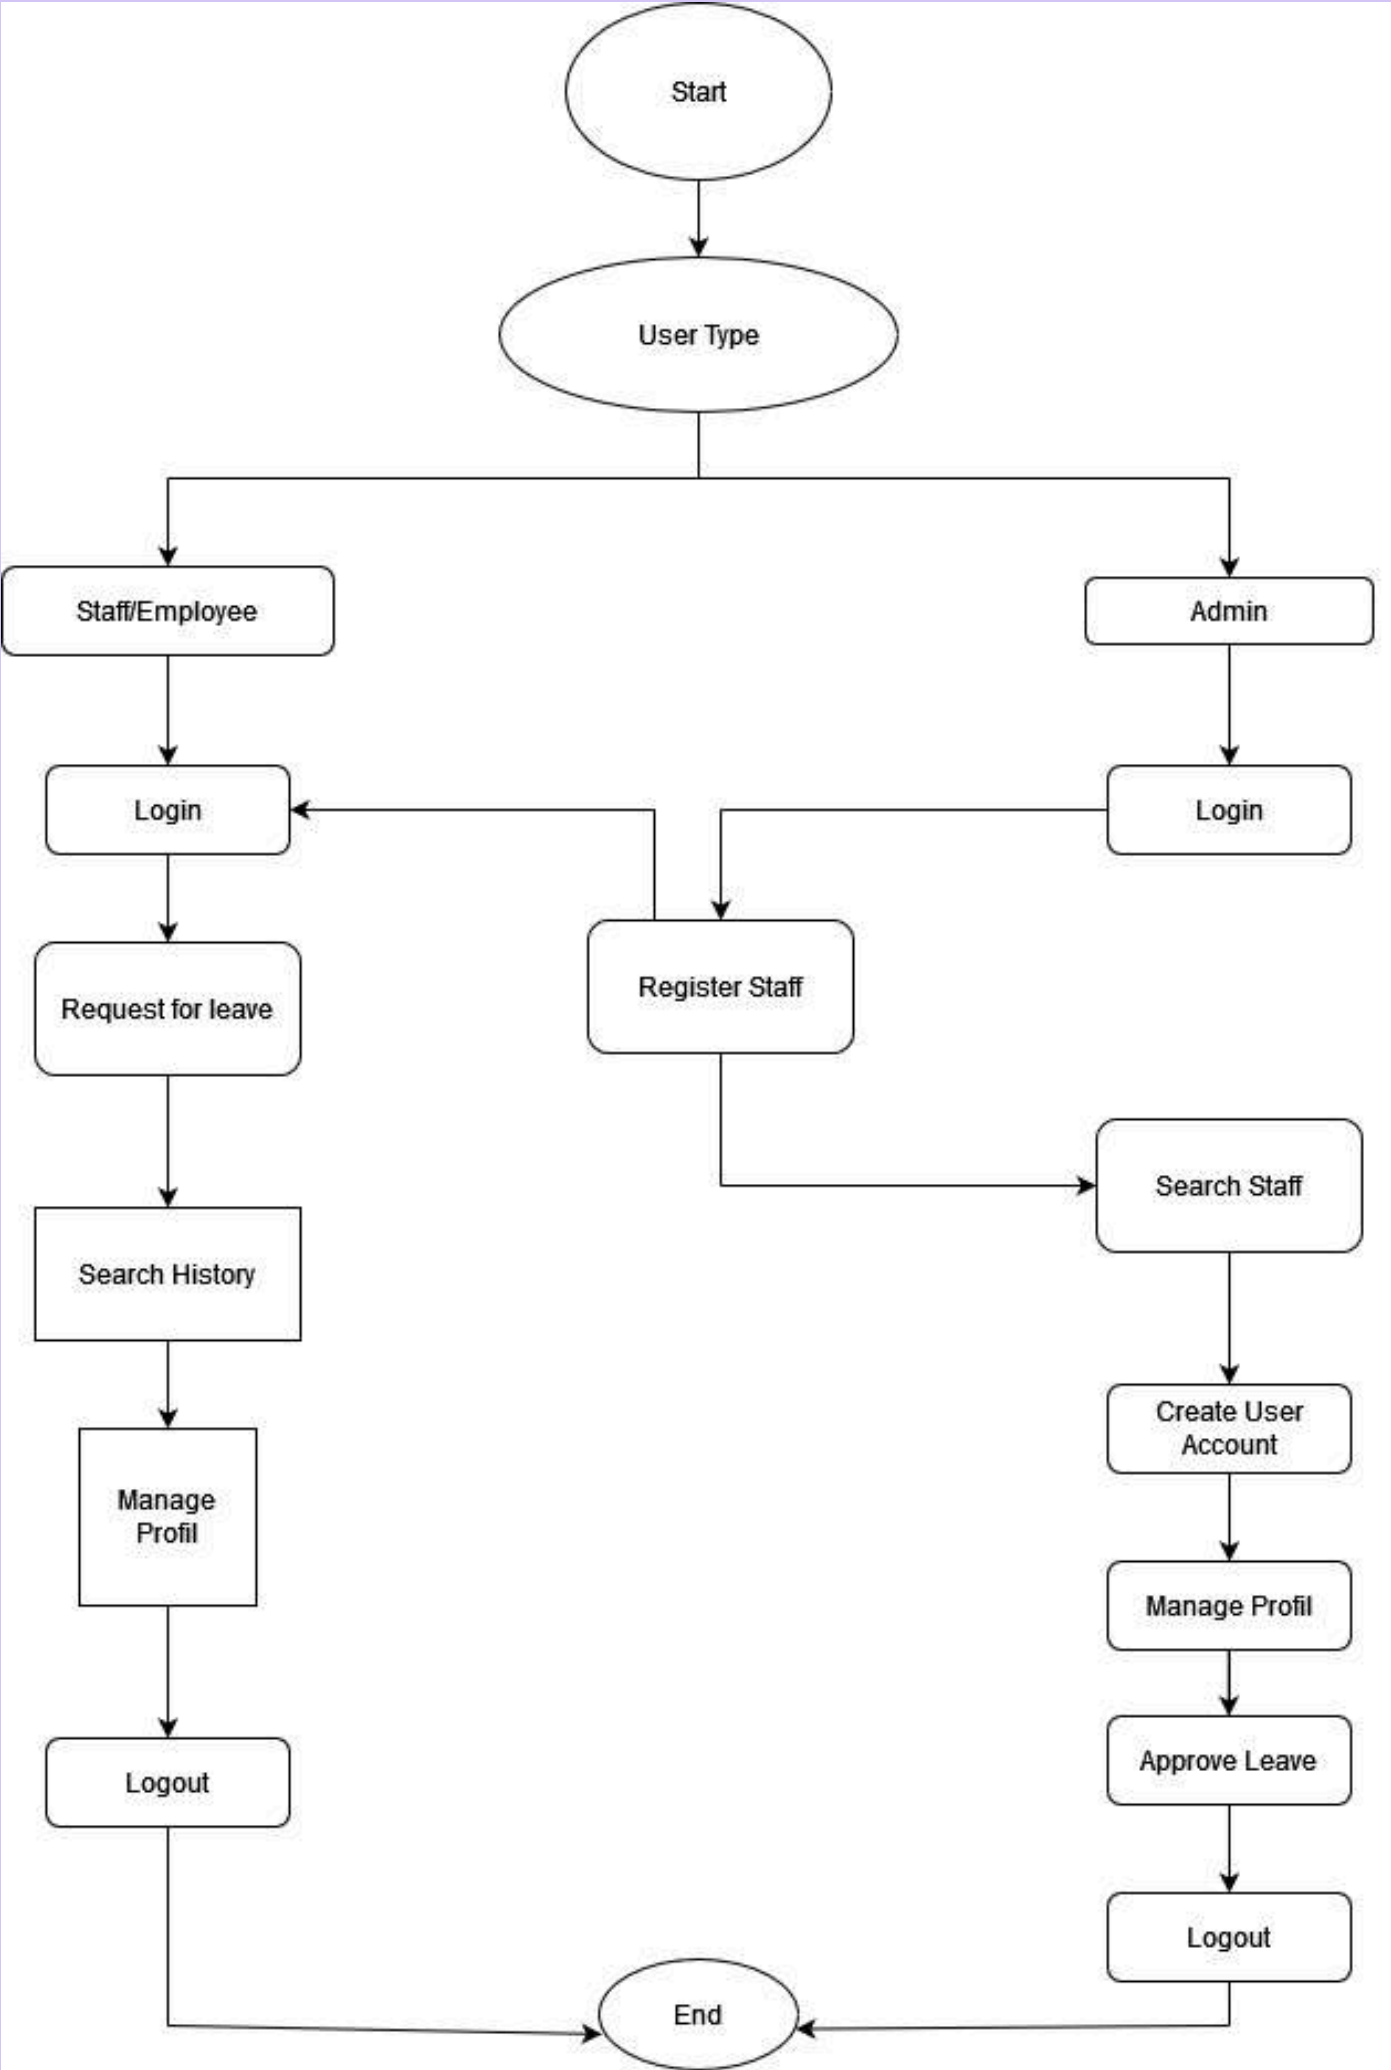 Start
User Type
Staff/Employee
Admin
Login
Login
Request for leave
Register Staff
Search Staff
Search History
Create User
Account
Manage
Profil
Manage Profil
Approve Leave
Logout
Logout
End